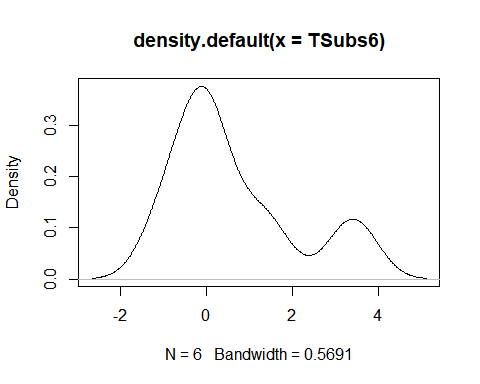 density.default(x = TSubs6)
Density
0.3
0.2
0.1
0.0
-2 0 2 4
N = 6 Bandwidth = 0.5691